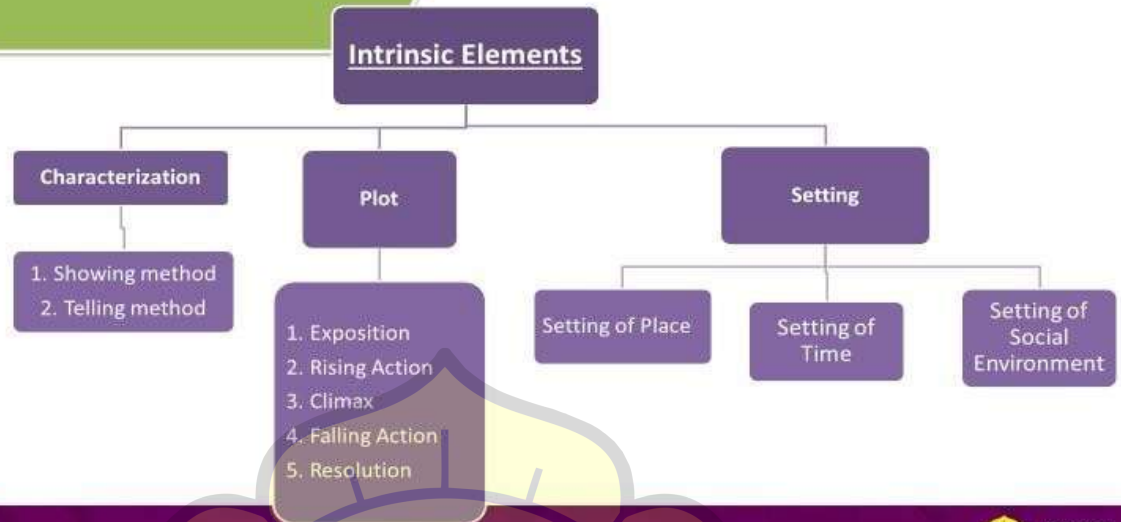 Intrinsic Elements
Characterization
1. Showing method
2. Telling method
Plot
1. Exposition
2. Rising Action
3. Climax
4. Falling Action
5. Resolution
Setting
Setting of Place
Setting of
Time
Setting of
Social
Environment